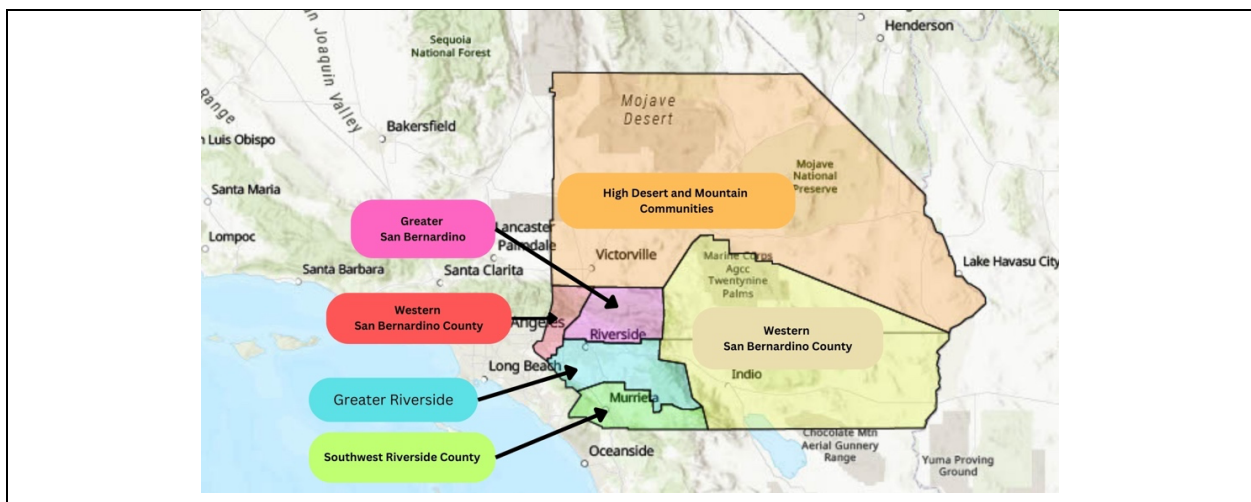 Henderson
Sequoia
National Forest
San Joaquin Valley
Range
Mojave
Desert
Bakersfield
n Luis Obispo
Mojave
National
Preserve
Santa Maria
High Desert and Mountain
Communities
Greater
San Bernardino
Lancaster
Palmdale
Lompoc
Victorville
Marine Corps
Agcc
Twentynine
Palms
Lake Havasu City
Santa Barbara
Santa Clarita
Western
San Bernardino County
Angeles
Riverside
Western
San Bernardino County
Long Beach
Indio
Greater Riverside
Murrieta
Southwest Riverside County
Oceanside
Chocolate Mtn
Aerial Gunnery
Range
Yuma Proving
Ground